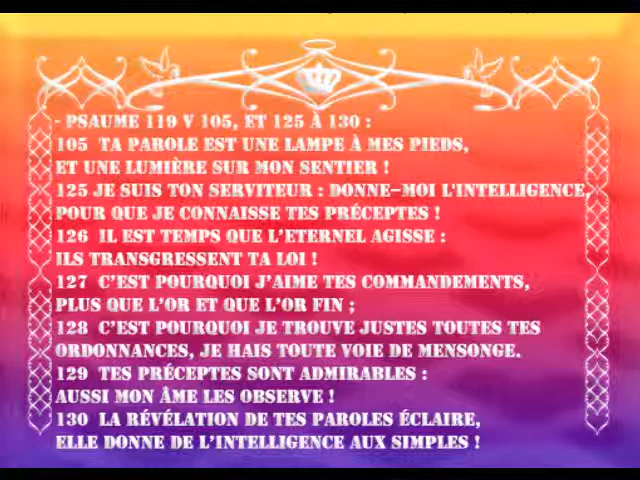 - PSAUME 119 V 105, ET 125 À 130 :
105 TA PAROLE EST UNE LAMPE À MES PIEDS,
ET UNE LUMIÈRE SUR MON SENTIER !
125 JE SUIS TON SERVITEUR : DONNE-MOI L'INTELLIGENCE,
POUR QUE JE CONNAISSE TES PRÉCEPTES !
126 IL EST TEMPS QUE L'ETERNEL AGISSE :
ILS TRANSGRESSENT TA LOI !
127 C'EST POURQUOI J'AIME TES COMMANDEMENTS,
PLUS QUE L'OR ET QUE L'OR FIN ;
128 C'EST POURQUOI JE TROUVE JUSTES TOUTES TES
ORDONNANCES, JE HAIS TOUTE VOIE DE MENSONGE.
129 TES PRÉCEPTES SONT ADMIRABLES :
AUSSI MON ÂME LES OBSERVE !
130 LA RÉVÉLATION DE TES PAROLES ÉCLAIRE,
ELLE DONNE DE L'INTELLIGENCE AUX SIMPLES !